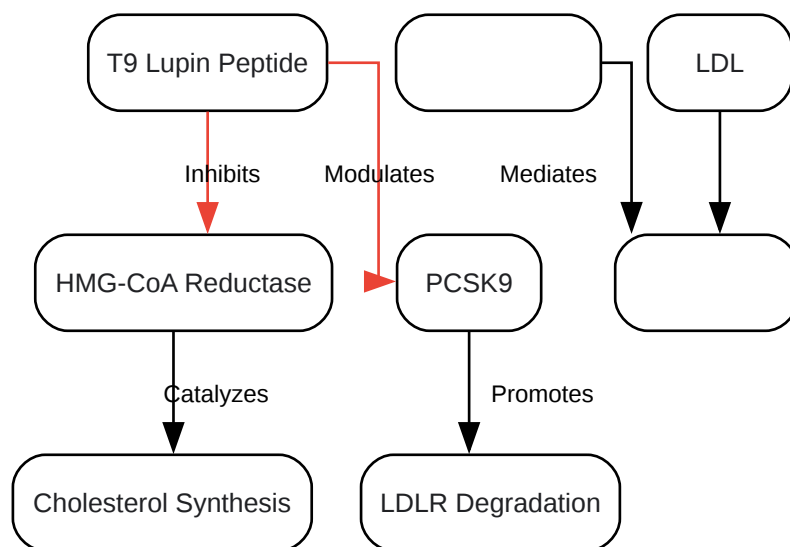 T9 Lupin Peptide
LDL
Inhibits
Modulates
Mediates
HMG-CoA Reductase
PCSK9
Catalyzes
Promotes
Cholesterol Synthesis
LDLR Degradation